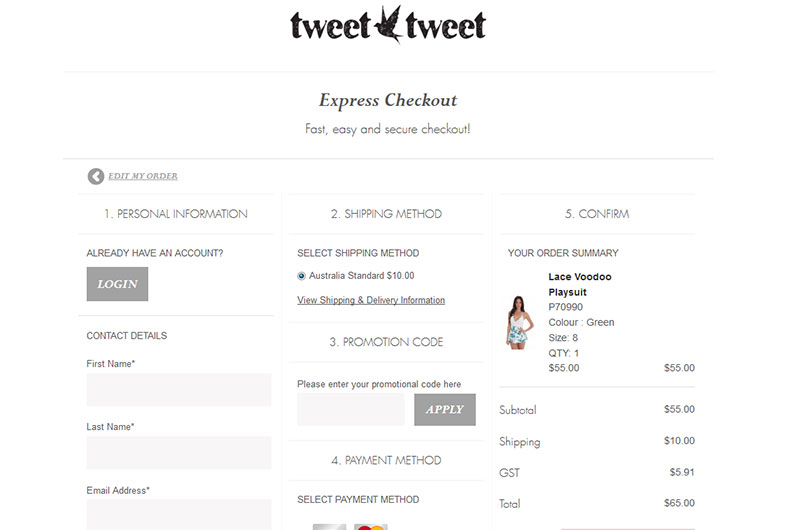 tweet tweet
Express Checkout
Fast, easy and secure checkout!
EDIT MY ORDER
1. PERSONAL INFORMATION
ALREADY HAVE AN ACCOUNT?
LOGIN
CONTACT DETAILS
First Name*
Last Name*
Email Address*
2. SHIPPING METHOD
SELECT SHIPPING METHOD
Australia Standard $10.00
View Shipping & Delivery Information
3. PROMOTION CODE
Please enter your promotional code here
APPLY
4. PAYMENT METHOD
SELECT PAYMENT METHOD
5. CONFIRM
YOUR ORDER SUMMARY
Lace Voodoo
Playsuit
P70990
Colour : Green
Size: 8
QTY: 1
$55.00 $55.00
Subtotal $55.00
Shipping $10.00
GST $5.91
Total $65.00